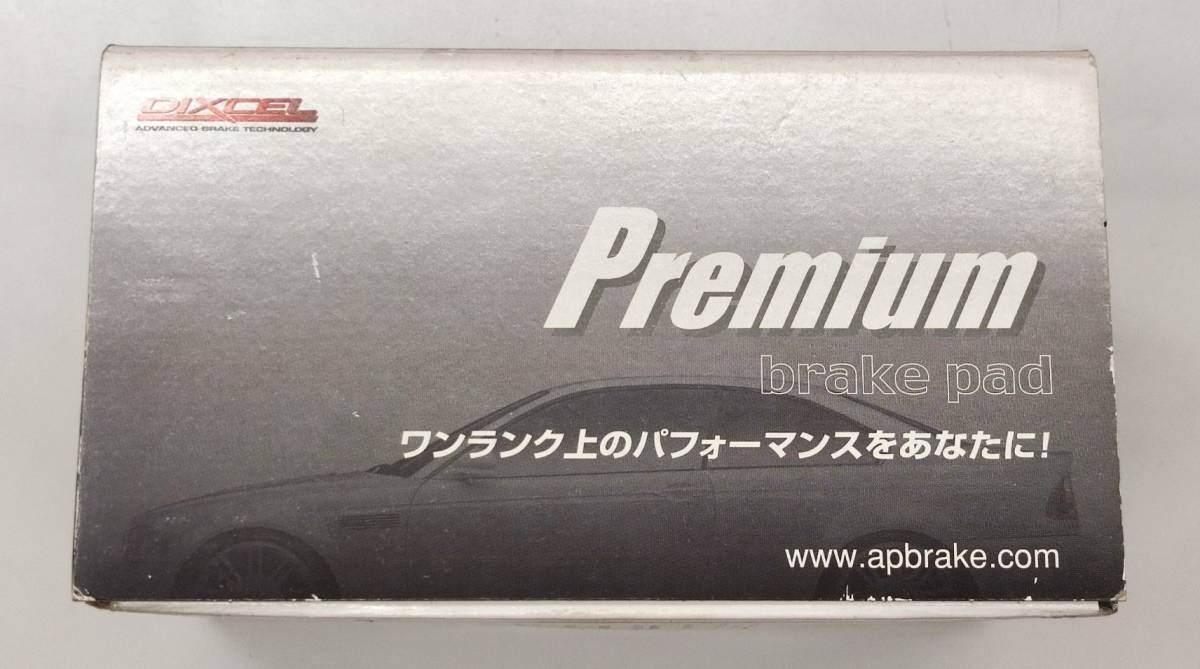 DIXCEL
ADVANCED BRAKE TECHNOLOGY
Premium
brake pad
ワンランク上のパフォーマンスをあなたに!
www.apbrake.com